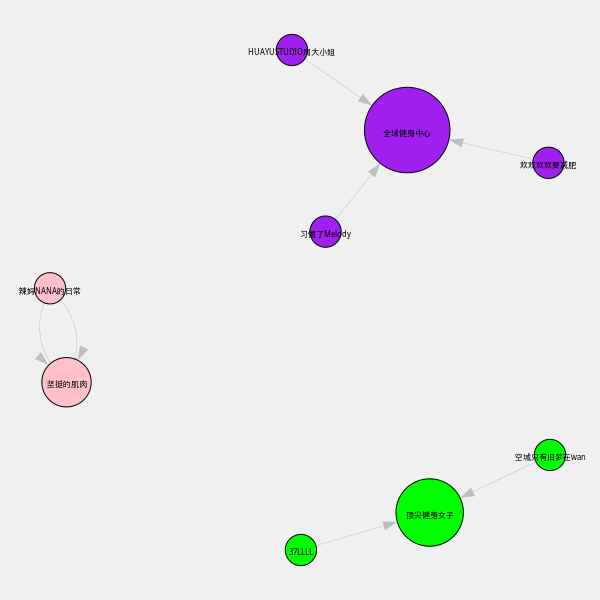 HUAYUSTUDIO周大小姐
全球健身中心
欢欢欢欢要减肥
习惯了Melody
辣妈NANA的日常
坚挺的肌肉
空城只有旧梦在wan
顶尖健身女子
37LLLL